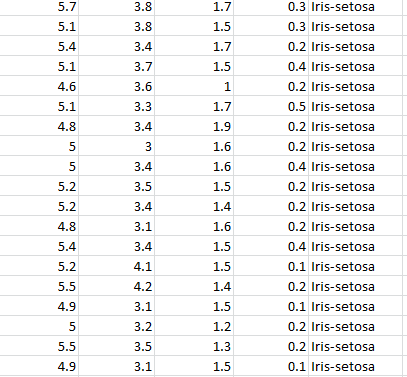 5.7 3.8 1.7 0.3 Iris-setosa
5.1 3.8 1.5 0.3 Iris-setosa
5.4 3.4 1.7 0.2 Iris-setosa
5.1 3.7 1.5 0.4 Iris-setosa
4.6 3.6 1 0.2 Iris-setosa
5.1 3.3 1.7 0.5 Iris-setosa
4.8 3.4 1.9 0.2 Iris-setosa
5 3 1.6 0.2 Iris-setosa
5 3.4 1.6 0.4 Iris-setosa
5.2 3.5 1.5 0.2 Iris-setosa
5.2 3.4 1.4 0.2 Iris-setosa
4.8 3.1 1.6 0.2 Iris-setosa
5.4 3.4 1.5 0.4 Iris-setosa
5.2 4.1 1.5 0.1 Iris-setosa
5.5 4.2 1.4 0.2 Iris-setosa
4.9 3.1 1.5 0.1 Iris-setosa
5 3.2 1.2 0.2 Iris-setosa
5.5 3.5 1.3 0.2 Iris-setosa
4.9 3.1 1.5 0.1 Iris-setosa